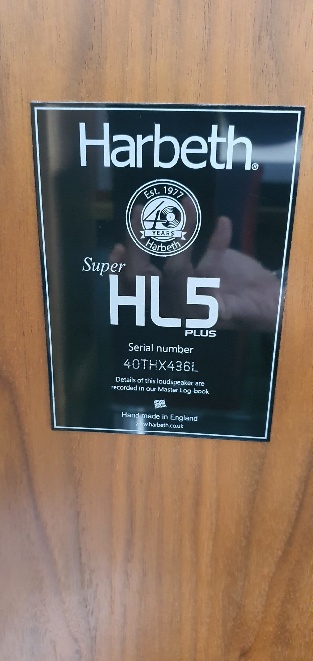 Harbeth®
Est. 1977
40
YEARS
Harbeth
Super
HL5
PLUS
Serial number
40THX436L
Details of this loudspeaker are
recorded in our Master Log-book
Hand made in England
www.harbeth.co.uk